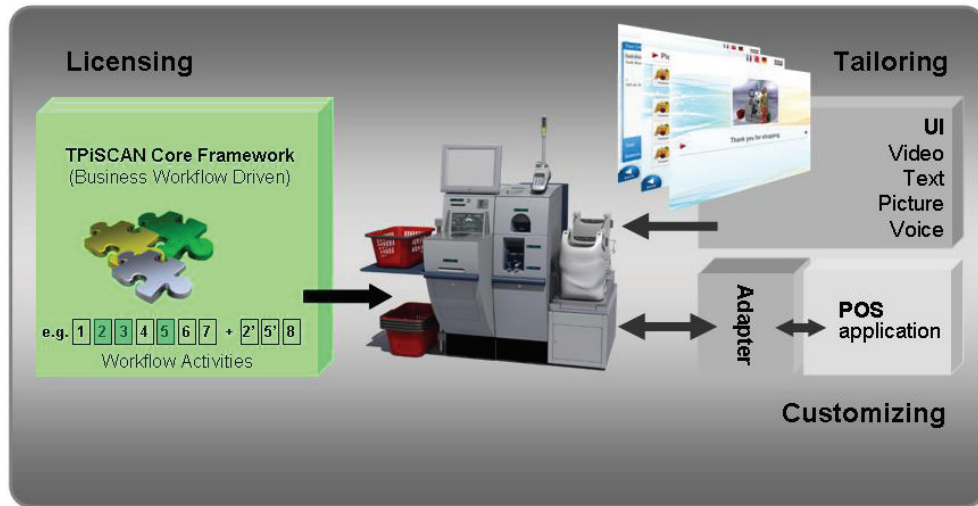 Licensing
TPiSCAN Core Framework
(Business Workflow Driven)
e.g. 1 2 3 4 5 6 7 + 2' 5' 8
Workflow Activities
Thank you for shopping
Tailoring
UI
Video
Text
Picture
Voice
Adapter
POS
application
Customizing